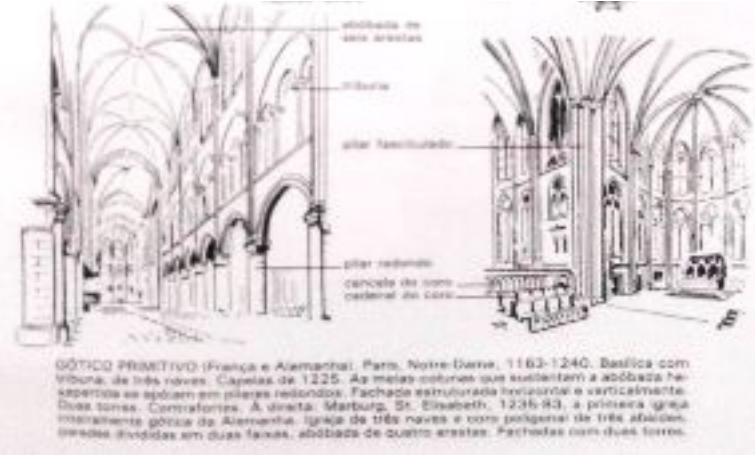 abóbada de
seis arestas
tribuna
pilar fasciculado
pilar redondo
cancela do coro
cadeiral do coro
GÓTICO PRIMITIVO (França e Alemanha). Paris, Notre-Dame, 1163-1240. Basílica com
tribuna, de três naves. Capelas de 1225. As meias colunas que sustentam a abóbada he-
xapartida se apóiam em pilares redondos. Fachada estruturada horizontal e verticalmente.
Duas torres. Contrafortes. À direita: Marburg, St. Elisabeth, 1235-83, a primeira igreja
inteiramente gótica da Alemanha. Igreja de três naves e coro poligonal de três absides,
paredes divididas em duas faixas, abóbada de quatro arestas. Fachadas com duas torres.